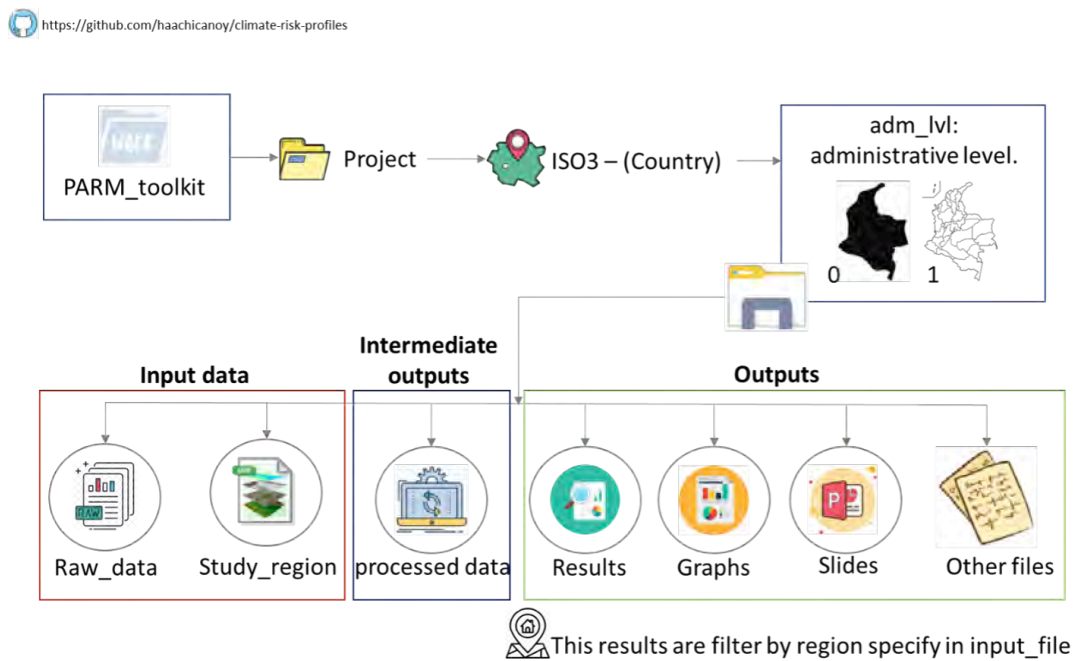 https://github.com/haachicanoy/climate-risk-profiles
PARM_toolkit
Project
ISO3 – (Country)
adm_lvl:
administrative level.
0
1
Input data
Intermediate
outputs
Outputs
RAW
P
Raw_data
Study_region
processed data
Results
Graphs
Slides
Other files
This results are filter by region specify in input_file